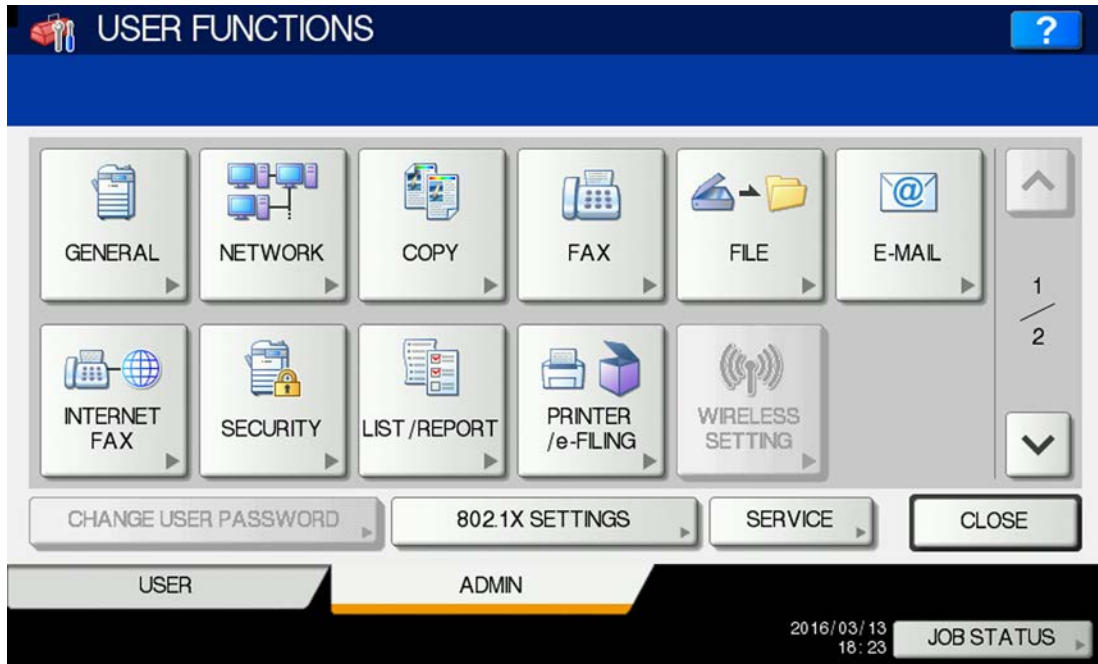 USER FUNCTIONS
?
GENERAL
NETWORK
COPY
FAX
FILE
E-MAIL
1
/
2
INTERNET
FAX
SECURITY
LIST/REPORT
PRINTER
/e-FILING
WIRELESS
SETTING
CHANGE USER PASSWORD
802.1X SETTINGS
SERVICE
CLOSE
USER
ADMIN
2016/03/13
18:23
JOB STATUS